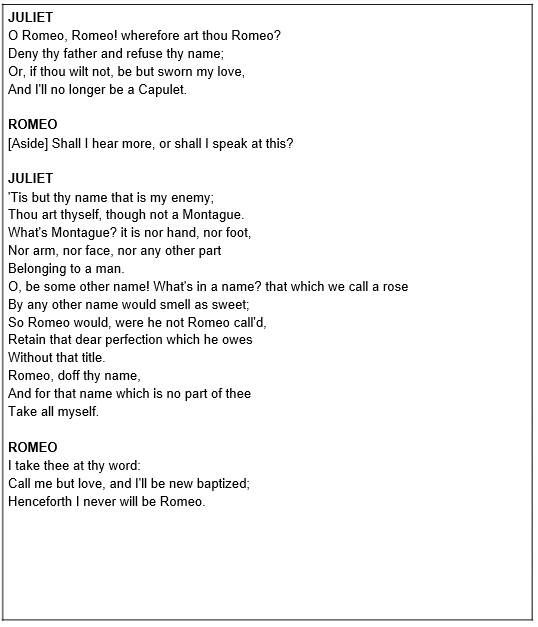 JULIET
O Romeo, Romeo! wherefore art thou Romeo?
Deny thy father and refuse thy name;
Or, if thou wilt not, be but sworn my love,
And I'll no longer be a Capulet.
ROMEO
[Aside] Shall I hear more, or shall I speak at this?
JULIET
'Tis but thy name that is my enemy;
Thou art thyself, though not a Montague.
What's Montague? it is nor hand, nor foot,
Nor arm, nor face, nor any other part
Belonging to a man.
O, be some other name! What's in a name? that which we call a rose
By any other name would smell as sweet;
So Romeo would, were he not Romeo call'd,
Retain that dear perfection which he owes
Without that title.
Romeo, doff thy name,
And for that name which is no part of thee
Take all myself.
ROMEO
I take thee at thy word:
Call me but love, and I'll be new baptized;
Henceforth I never will be Romeo.